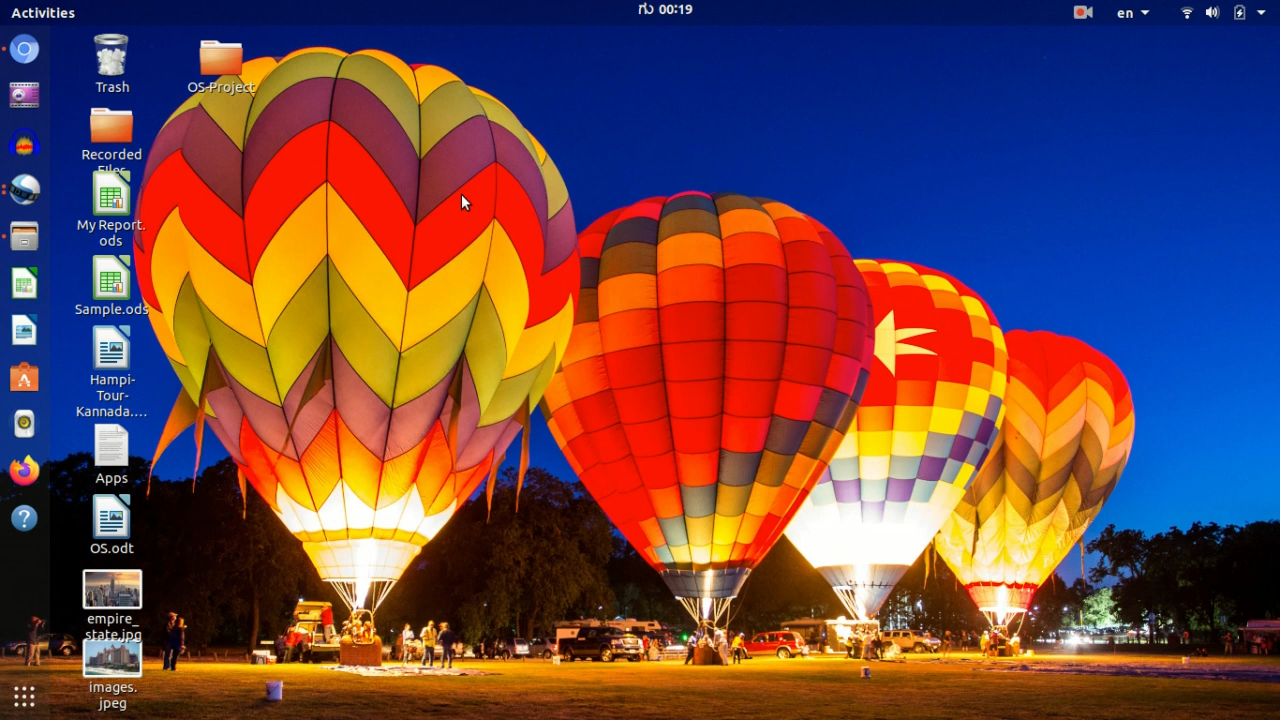 Activities
ಗು 00:19
en
Trash
OS-Project
Recorded
Files
My Report.
ods
Sample.ods
Hampi-
Tour-
Kannada.…
Apps
OS.odt
empire_
state.jpg
images.
jpeg